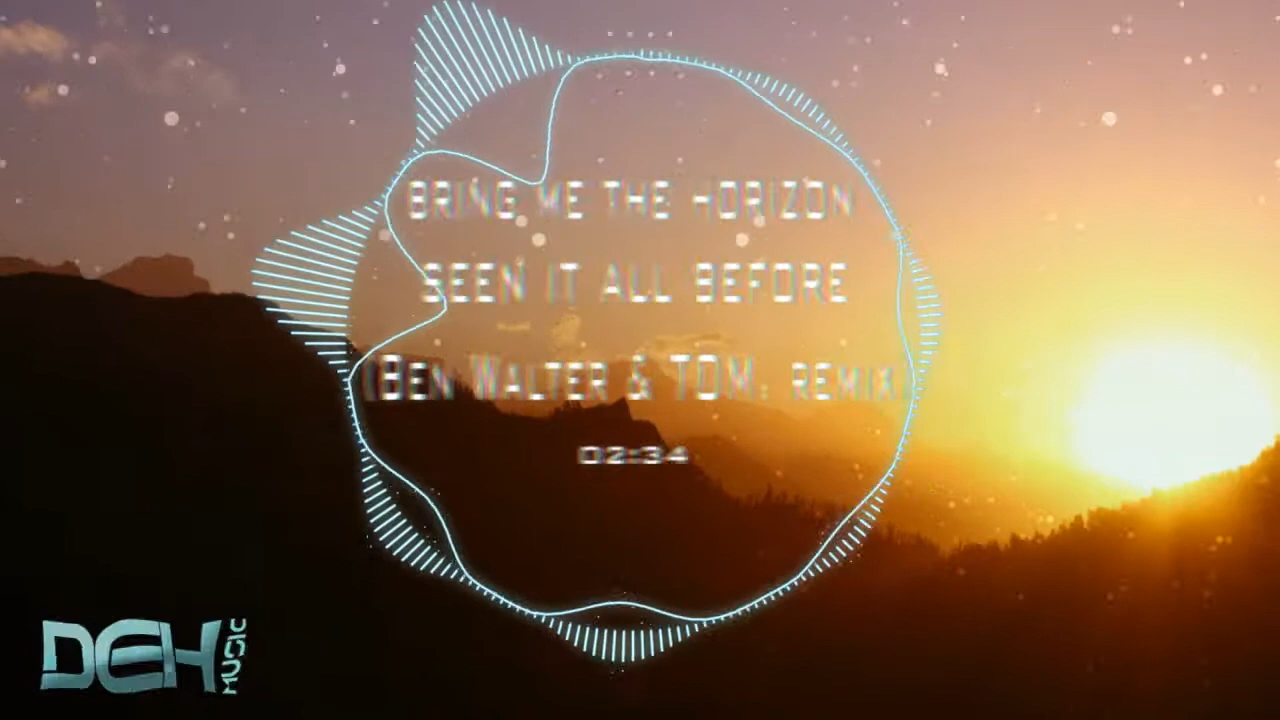 BRING ME THE HORIZON
SEEN IT ALL BEFORE
(BEN WALTER & TOM. REMIX)
02:34
DEH MUSIC